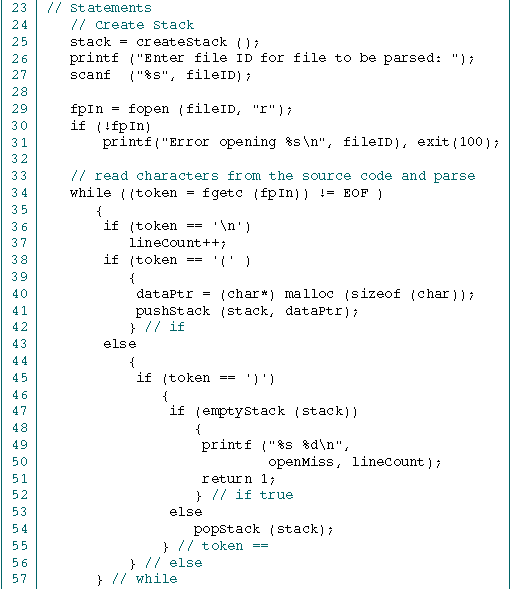 23 // Statements
24 // Create Stack
25 stack = createStack ();
26 printf ("Enter file ID for file to be parsed: ");
27 scanf  ("%s", fileID);
28
29 fpIn = fopen (fileID, "r");
30 if (!fpIn)
31 printf("Error opening %s\n", fileID), exit(100);
32
33 // read characters from the source code and parse
34 while ((token = fgetc (fpIn)) != EOF )
35 {
36 if (token == '\n')
37 lineCount++;
38 if (token == '(' )
39 {
40 dataPtr = (char*) malloc (sizeof (char));
41 pushStack (stack, dataPtr);
42 } // if
43 else
44 {
45 if (token == ')')
46 {
47 if (emptyStack (stack))
48 {
49 printf ("%s %d\n",
50 openMiss, lineCount);
51 return 1;
52 } // if true
53 else
54 popStack (stack);
55 } // token ==
56 } // else
57 } // while